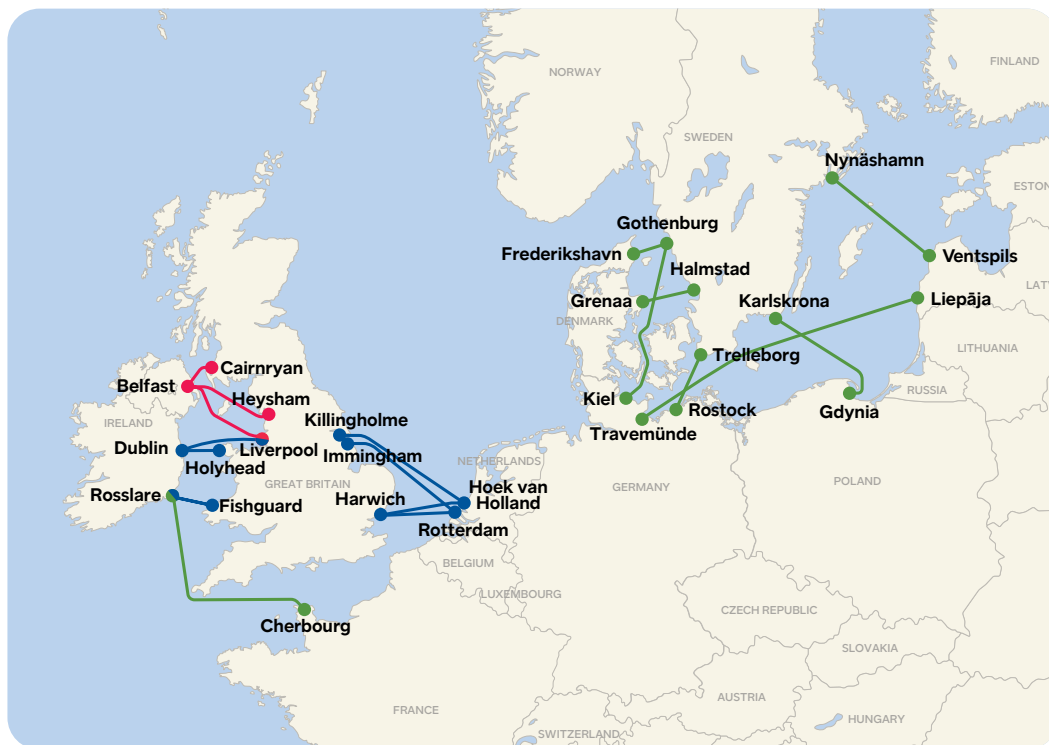 NORWAY
FINLAND
SWEDEN
Nynäshamn
ESTON
Gothenburg
Frederikshavn
Ventspils
Halmstad
LATV
Grenaa
Karlskrona
Liepāja
DENMARK
LITHUANIA
Trelleborg
Cairnryan
Belfast
RUSSIA
Heysham
Kiel
Rostock
Gdynia
Killingholme
IRELAND
Travemünde
Dublin
Liverpool
Immingham
Holyhead
NETHERLANDS
GREAT BRITAIN
GERMANY
POLAND
Rosslare
Harwich
Hoek van
Holland
Fishguard
Rotterdam
BELGIUM
LUXEMBOURG
CZECH REPUBLIC
Cherbourg
SLOVAKIA
AUSTRIA
FRANCE
HUNGARY
SWITZERLAND